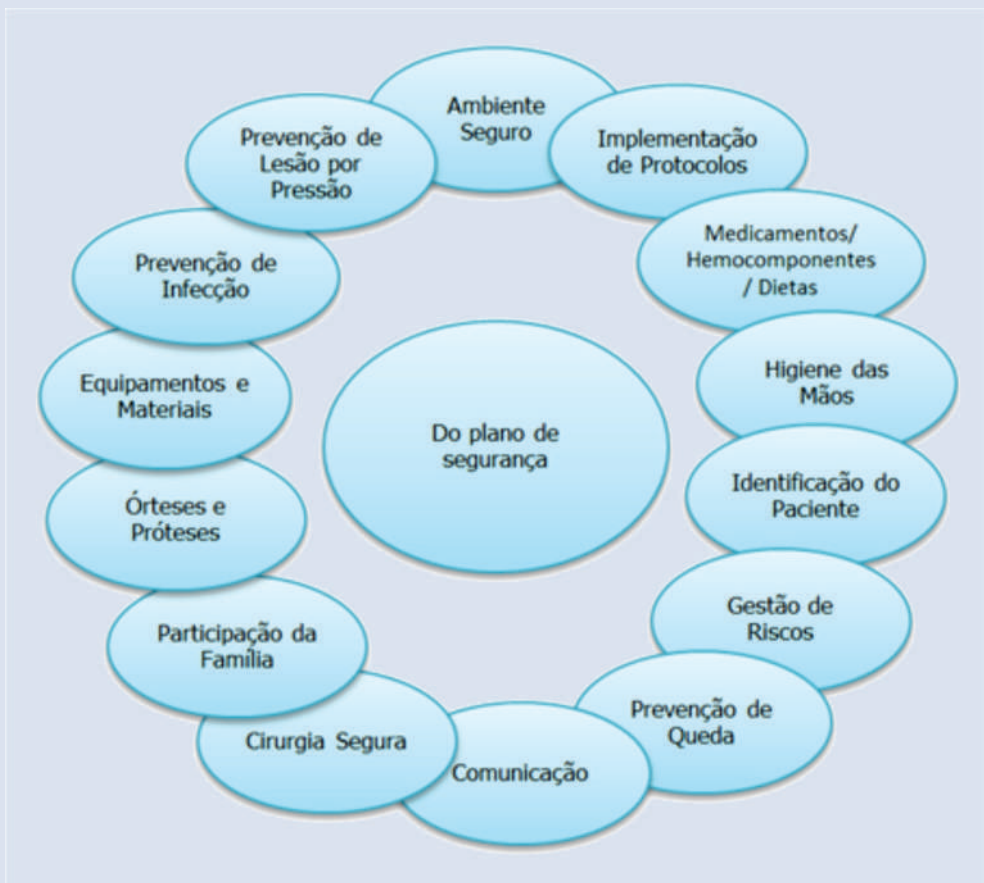 Ambiente
Seguro
Implementação
de Protocolos
Medicamentos/
Hemocomponentes
/ Dietas
Higiene das
Mãos
Identificação do
Paciente
Gestão de
Riscos
Prevenção de
Queda
Comunicação
Cirurgia Segura
Participação da
Família
Órteses e
Próteses
Equipamentos e
Materiais
Prevenção de
Infecção
Prevenção de
Lesão por
Pressão
Do plano de
segurança